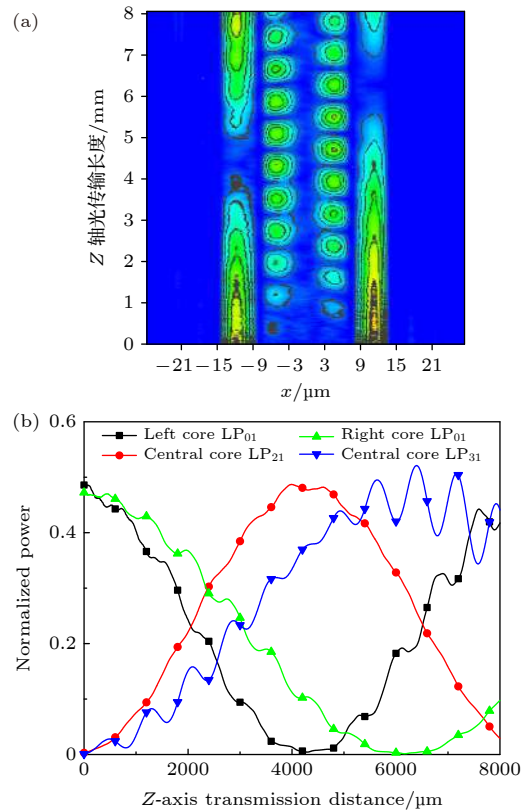 (a)
8
7
6
5
4
3
2
1
0
Z 轴光传输长度/mm
−21 −15 −9 −3 3 9 15 21
x/µm
(b)
0.6
0.4
0.2
0
Normalized power
Left core LP₀₁ Right core LP₀₁
Central core LP₂₁ Central core LP₃₁
0 2000 4000 6000 8000
Z-axis transmission distance/µm